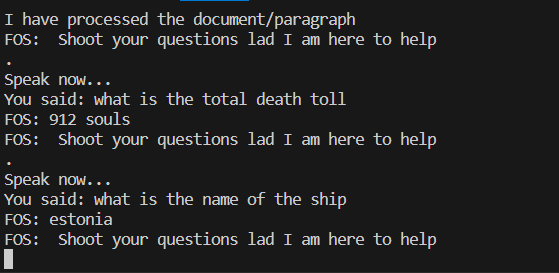 I have processed the document/paragraph
FOS:  Shoot your questions lad I am here to help
.
Speak now...
You said: what is the total death toll
FOS: 912 souls
FOS:  Shoot your questions lad I am here to help
.
Speak now...
You said: what is the name of the ship
FOS: estonia
FOS:  Shoot your questions lad I am here to help